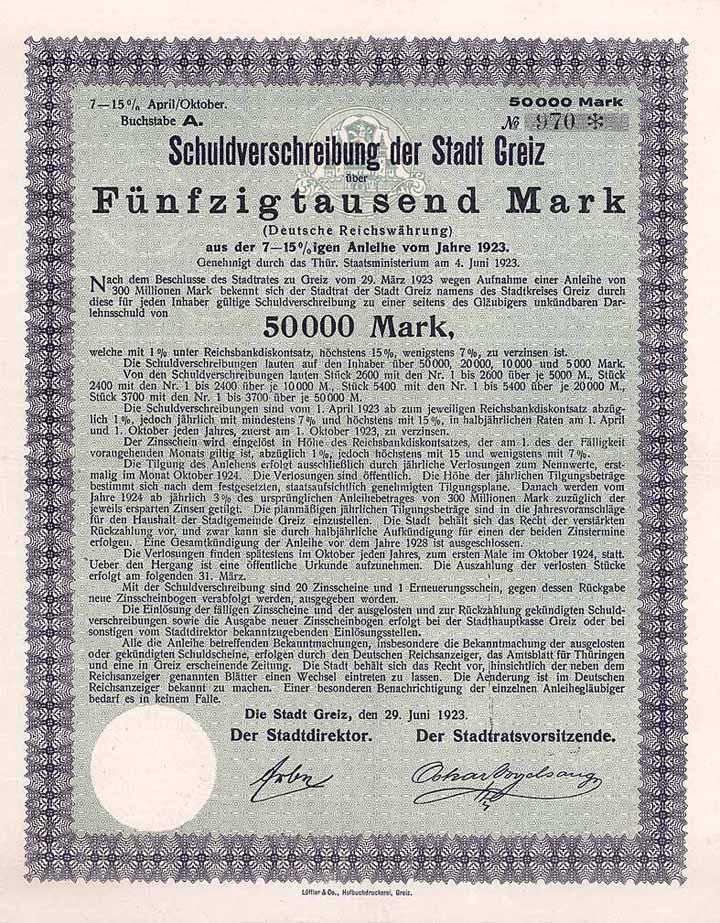 7—15% April/Oktober.
Buchstabe A.
50000 Mark
№ 970 *
Schuldverschreibung der Stadt Greiz
über
Fünfzigtausend Mark
(Deutsche Reichswährung)
aus der 7—15%igen Anleihe vom Jahre 1923.
Genehmigt durch das Thür. Staatsministerium am 4. Juni 1923.
Nach dem Beschlusse des Stadtrates zu Greiz vom 29. März 1923 wegen Aufnahme einer Anleihe von
300 Millionen Mark bekennt sich der Stadtrat der Stadt Greiz namens des Stadtkreises Greiz durch
diese für jeden Inhaber gültige Schuldverschreibung zu einer seitens des Gläubigers unkündbaren Dar-
lehnsschuld von
50000 Mark,
welche mit 1% unter Reichsbankdiskontsatz, höchstens 15%, wenigstens 7%, zu verzinsen ist.
Die Schuldverschreibungen lauten auf den Inhaber über 50000, 20000, 10000 und 5000 Mark.
Von den Schuldverschreibungen lauten Stück 2600 mit den Nr. 1 bis 2600 über je 5000 M., Stück
2400 mit den Nr. 1 bis 2400 über je 10000 M., Stück 5400 mit den Nr. 1 bis 5400 über je 20000 M.,
Stück 3700 mit den Nr. 1 bis 3700 über je 50000 M.
Die Schuldverschreibungen sind vom 1. April 1923 ab zum jeweiligen Reichsbankdiskontsatz abzüg-
lich 1%, jedoch jährlich mit mindestens 7% und höchstens mit 15%, in halbjährlichen Raten am 1. April
und 1. Oktober jeden Jahres, zuerst am 1. Oktober 1923, zu verzinsen.
Der Zinsschein wird eingelöst in Höhe des Reichsbankdiskontsatzes, der am 1. des der Fälligkeit
vorangehenden Monats giltig ist, abzüglich 1%, jedoch höchstens mit 15 und wenigstens mit 7%.
Die Tilgung des Anlehens erfolgt ausschließlich durch jährliche Verlosungen zum Nennwerte, erst-
malig im Monat Oktober 1924. Die Verlosungen sind öffentlich. Die Höhe der jährlichen Tilgungsbeträge
bestimmt sich nach dem festgesetzten, staatsaufsichtlich genehmigten Tilgungsplane. Danach werden vom
Jahre 1924 ab jährlich 3% des ursprünglichen Anleihebetrages von 300 Millionen Mark zuzüglich der
jeweils ersparten Zinsen getilgt. Die planmäßigen jährlichen Tilgungsbeträge sind in die Jahresvoranschläge
für den Haushalt der Stadtgemeinde Greiz einzustellen. Die Stadt behält sich das Recht der verstärkten
Rückzahlung vor, und zwar kann sie durch halbjährliche Aufkündigung für einen der beiden Zinstermine
erfolgen. Eine Gesamtkündigung der Anleihe vor dem Jahre 1928 ist ausgeschlossen.
Die Verlosungen finden spätestens im Oktober jeden Jahres, zum ersten Male im Oktober 1924, statt.
Ueber den Hergang ist eine öffentliche Urkunde aufzunehmen. Die Auszahlung der verlosten Stücke
erfolgt am folgenden 31. März.
Mit der Schuldverschreibung sind 20 Zinsscheine und 1 Erneuerungsschein, gegen dessen Rückgabe
neue Zinsscheinbogen verabfolgt werden, ausgegeben worden.
Die Einlösung der fälligen Zinsscheine und der ausgelosten und zur Rückzahlung gekündigten Schuld-
verschreibungen sowie die Ausgabe neuer Zinsscheinbogen erfolgt bei der Stadthauptkasse Greiz oder bei
sonstigen vom Stadtdirektor bekanntzugebenden Einlösungsstellen.
Alle die Anleihe betreffenden Bekanntmachungen, insbesondere die Bekanntmachung der ausgelosten
oder gekündigten Schuldscheine, erfolgen durch den Deutschen Reichsanzeiger, das Amtsblatt für Thüringen
und eine in Greiz erscheinende Zeitung. Die Stadt behält sich das Recht vor, hinsichtlich der neben dem
Reichsanzeiger genannten Blätter einen Wechsel eintreten zu lassen. Die Aenderung ist im Deutschen
Reichsanzeiger bekannt zu machen. Einer besonderen Benachrichtigung der einzelnen Anleihegläubiger
bedarf es in keinem Falle.
Die Stadt Greiz, den 29. Juni 1923.
Der Stadtdirektor.
Der Stadtratsvorsitzende.
Oskar Vogelsang
Löffler & Co., Hofbuchdruckerei, Greiz.